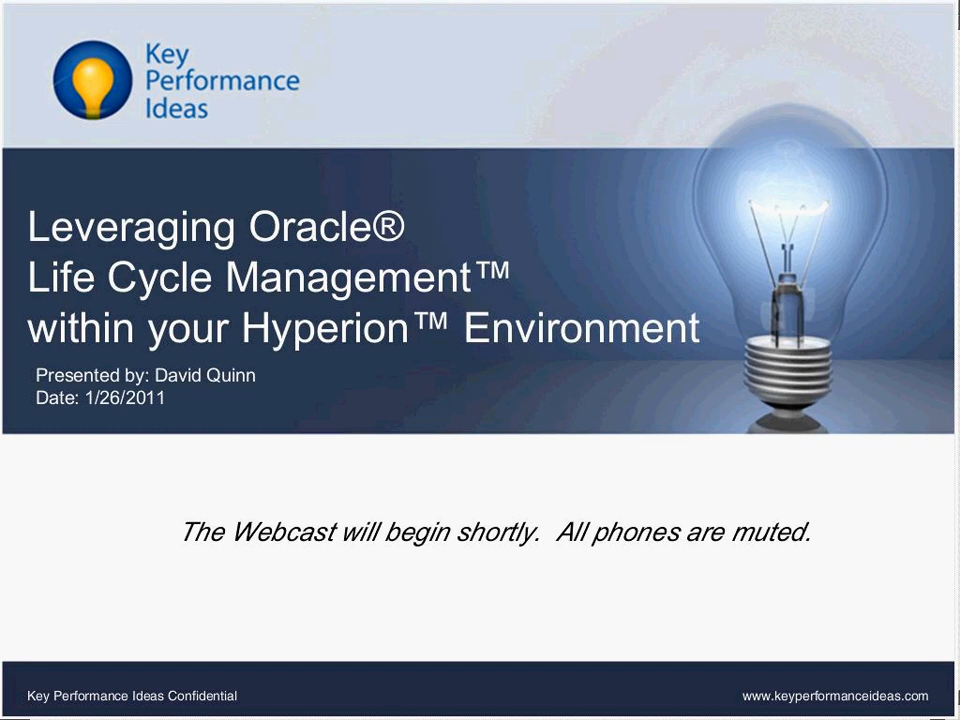 Key
Performance
Ideas
Leveraging Oracle®
Life Cycle Management™
within your Hyperion™ Environment
Presented by: David Quinn
Date: 1/26/2011
The Webcast will begin shortly.  All phones are muted.
Key Performance Ideas Confidential
www.keyperformanceideas.com